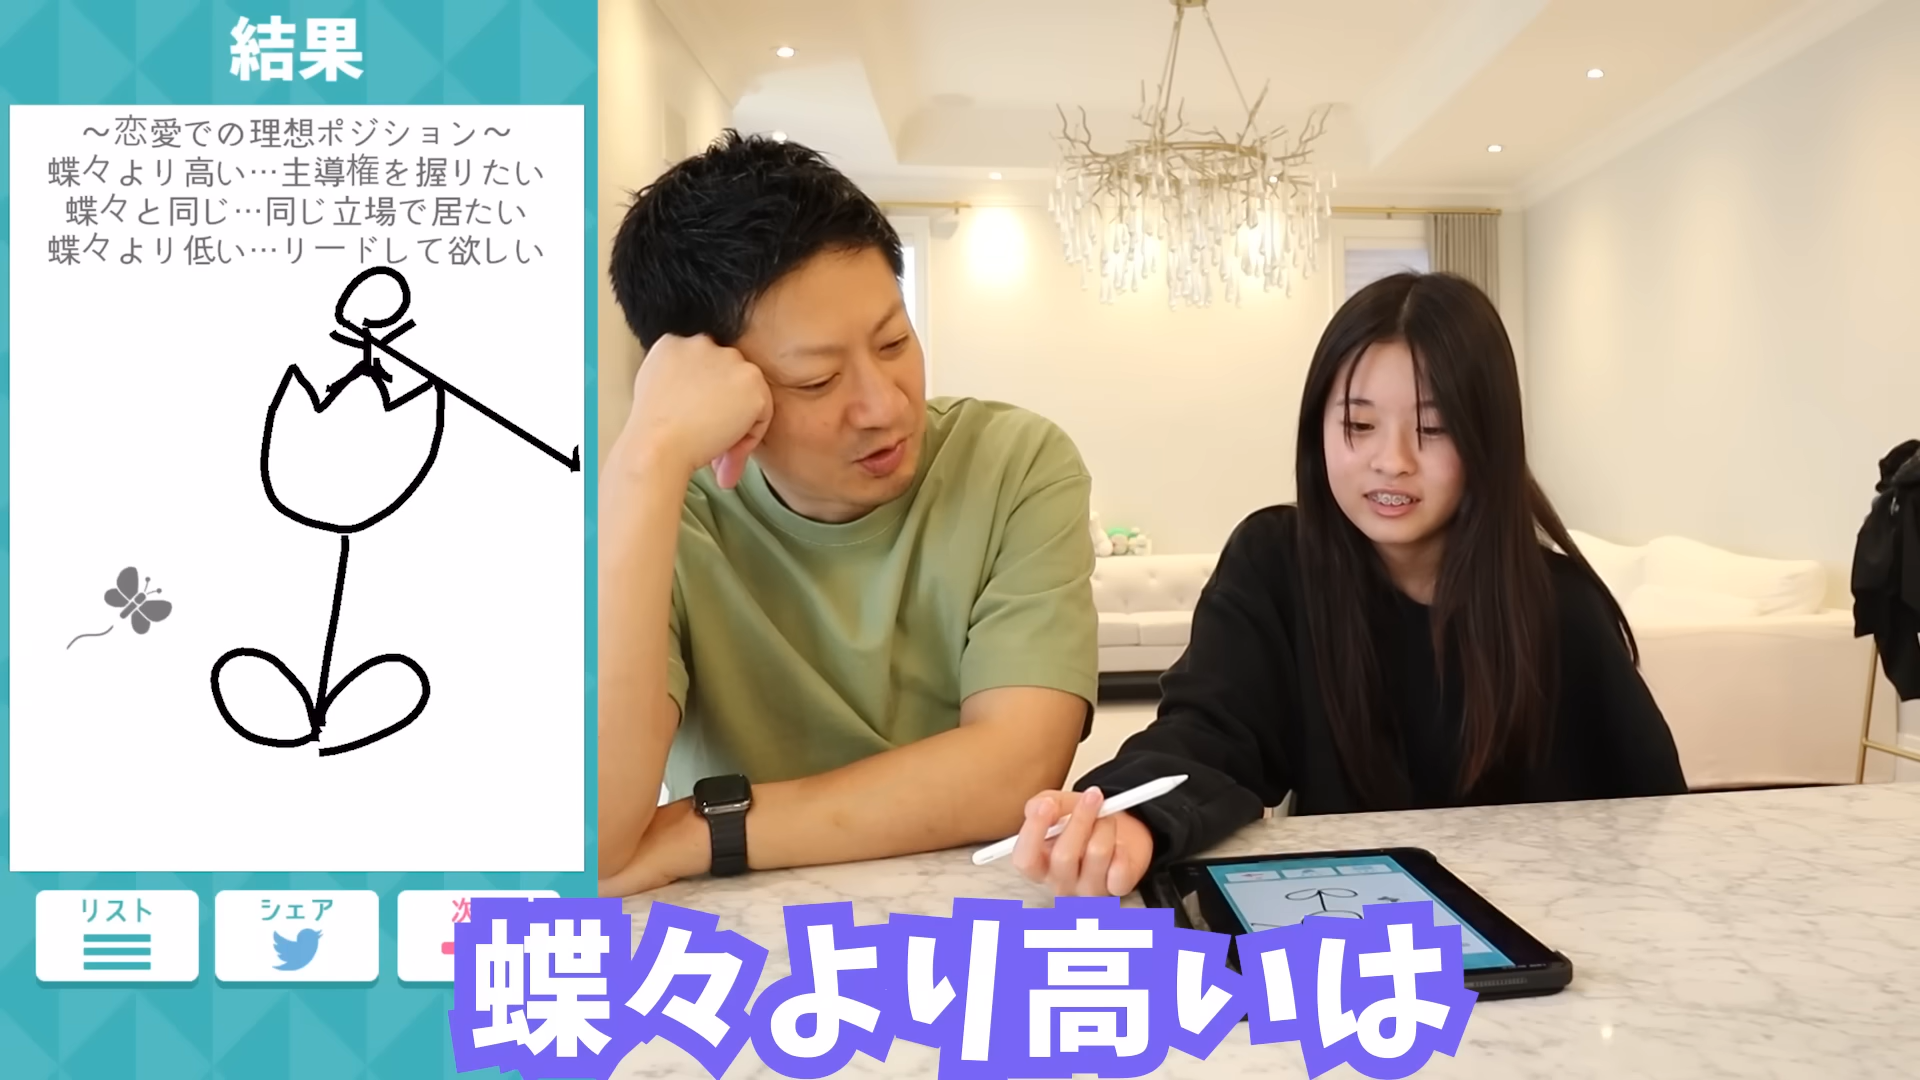 結果
～恋愛での理想ポジション～
蝶々より高い…主導権を握りたい
蝶々と同じ…同じ立場で居たい
蝶々より低い…リードして欲しい
リスト
シェア
次
蝶々より高いは